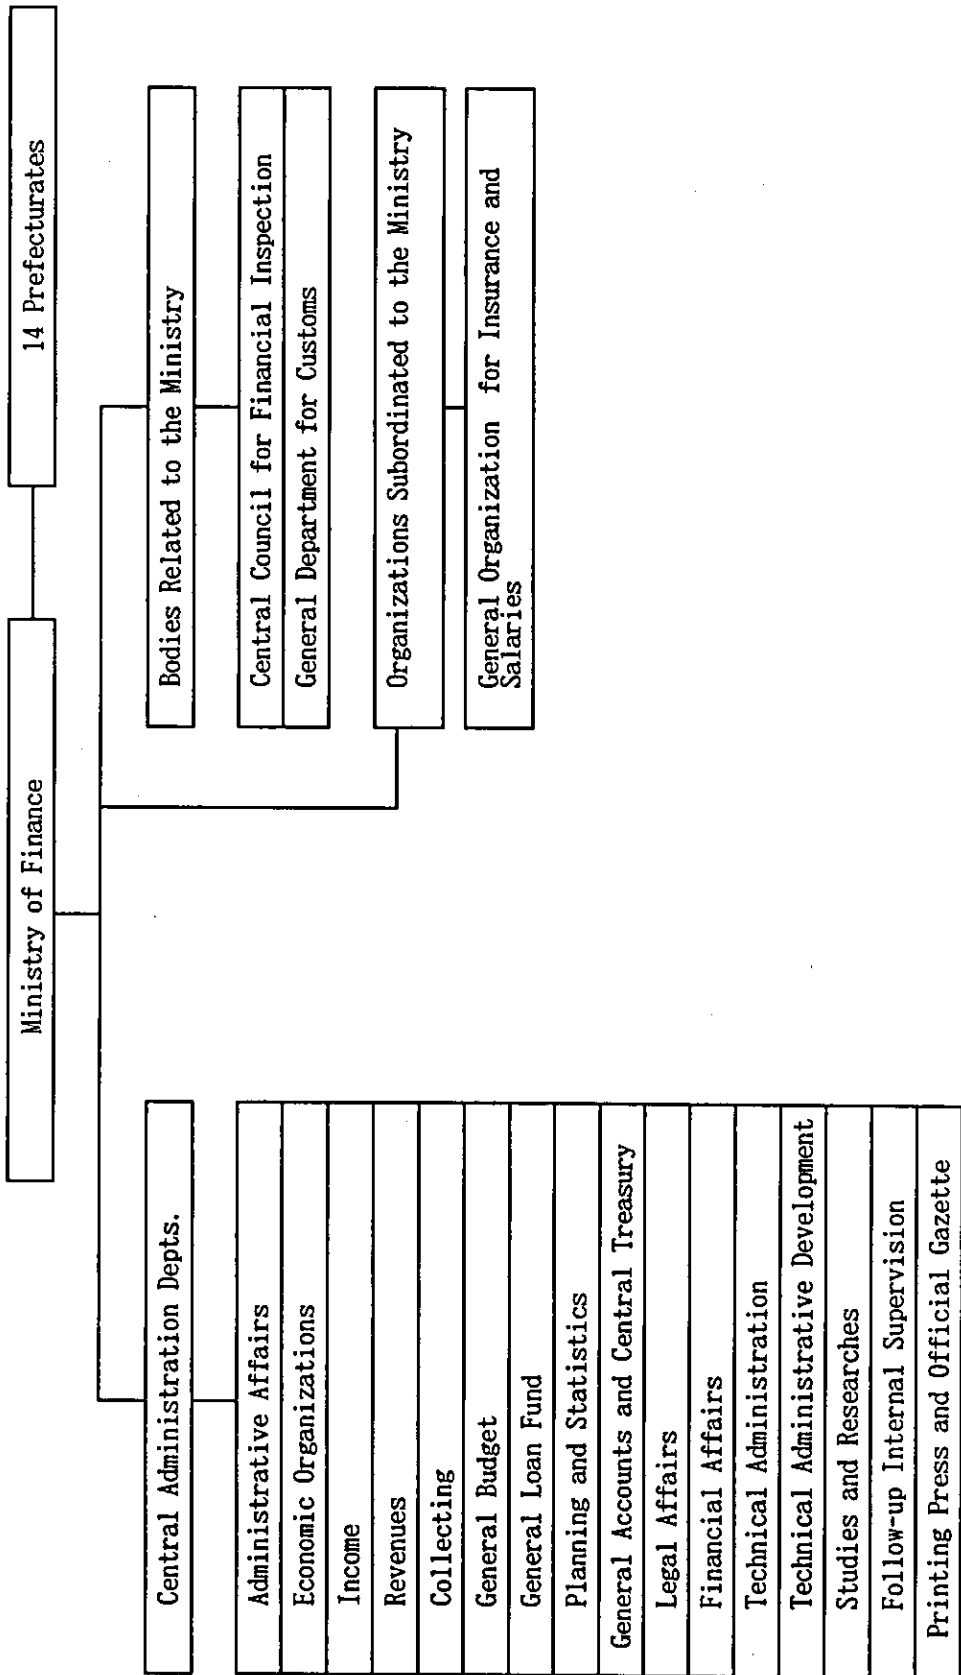 Ministry of Finance
14 Prefecturates
Central Administration Depts.
Administrative Affairs
Economic Organizations
Income
Revenues
Collecting
General Budget
General Loan Fund
Planning and Statistics
General Accounts and Central Treasury
Legal Affairs
Financial Affairs
Technical Administration
Technical Administrative Development
Studies and Researches
Follow-up Internal Supervision
Printing Press and Official Gazette
Bodies Related to the Ministry
Central Council for Financial Inspection
General Department for Customs
Organizations Subordinated to the Ministry
General Organization for Insurance and
Salaries